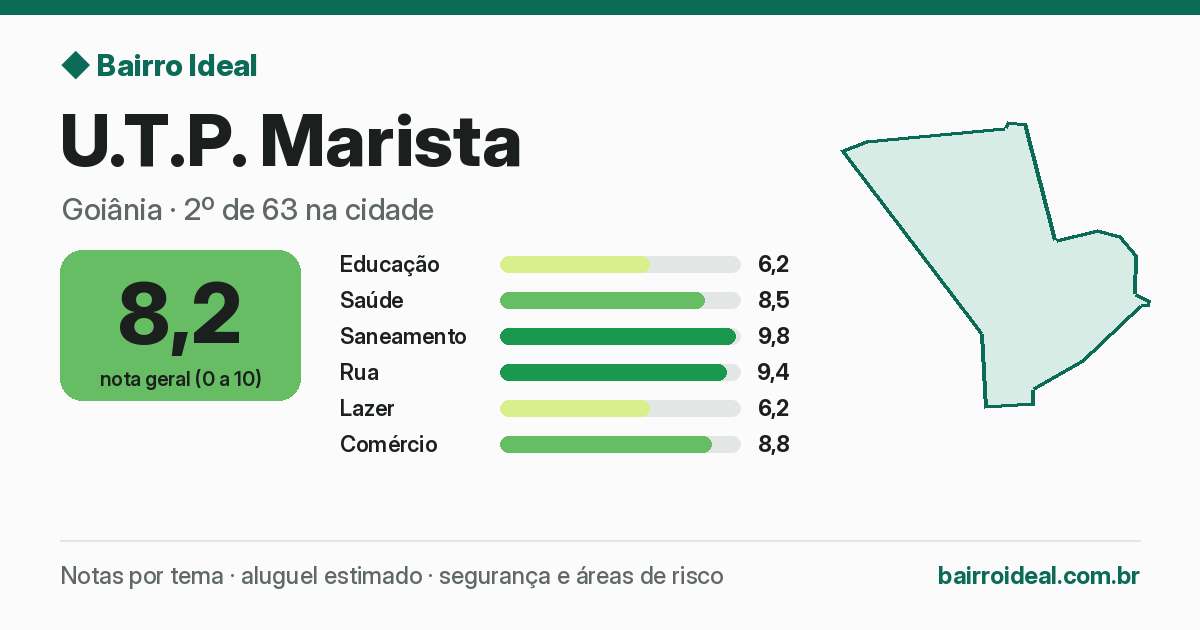 Bairro Ideal
U.T.P. Marista
Goiânia · 2º de 63 na cidade
8,2
nota geral (0 a 10)
Educação 6,2
Saúde 8,5
Saneamento 9,8
Rua 9,4
Lazer 6,2
Comércio 8,8
Notas por tema · aluguel estimado · segurança e áreas de risco
bairroideal.com.br